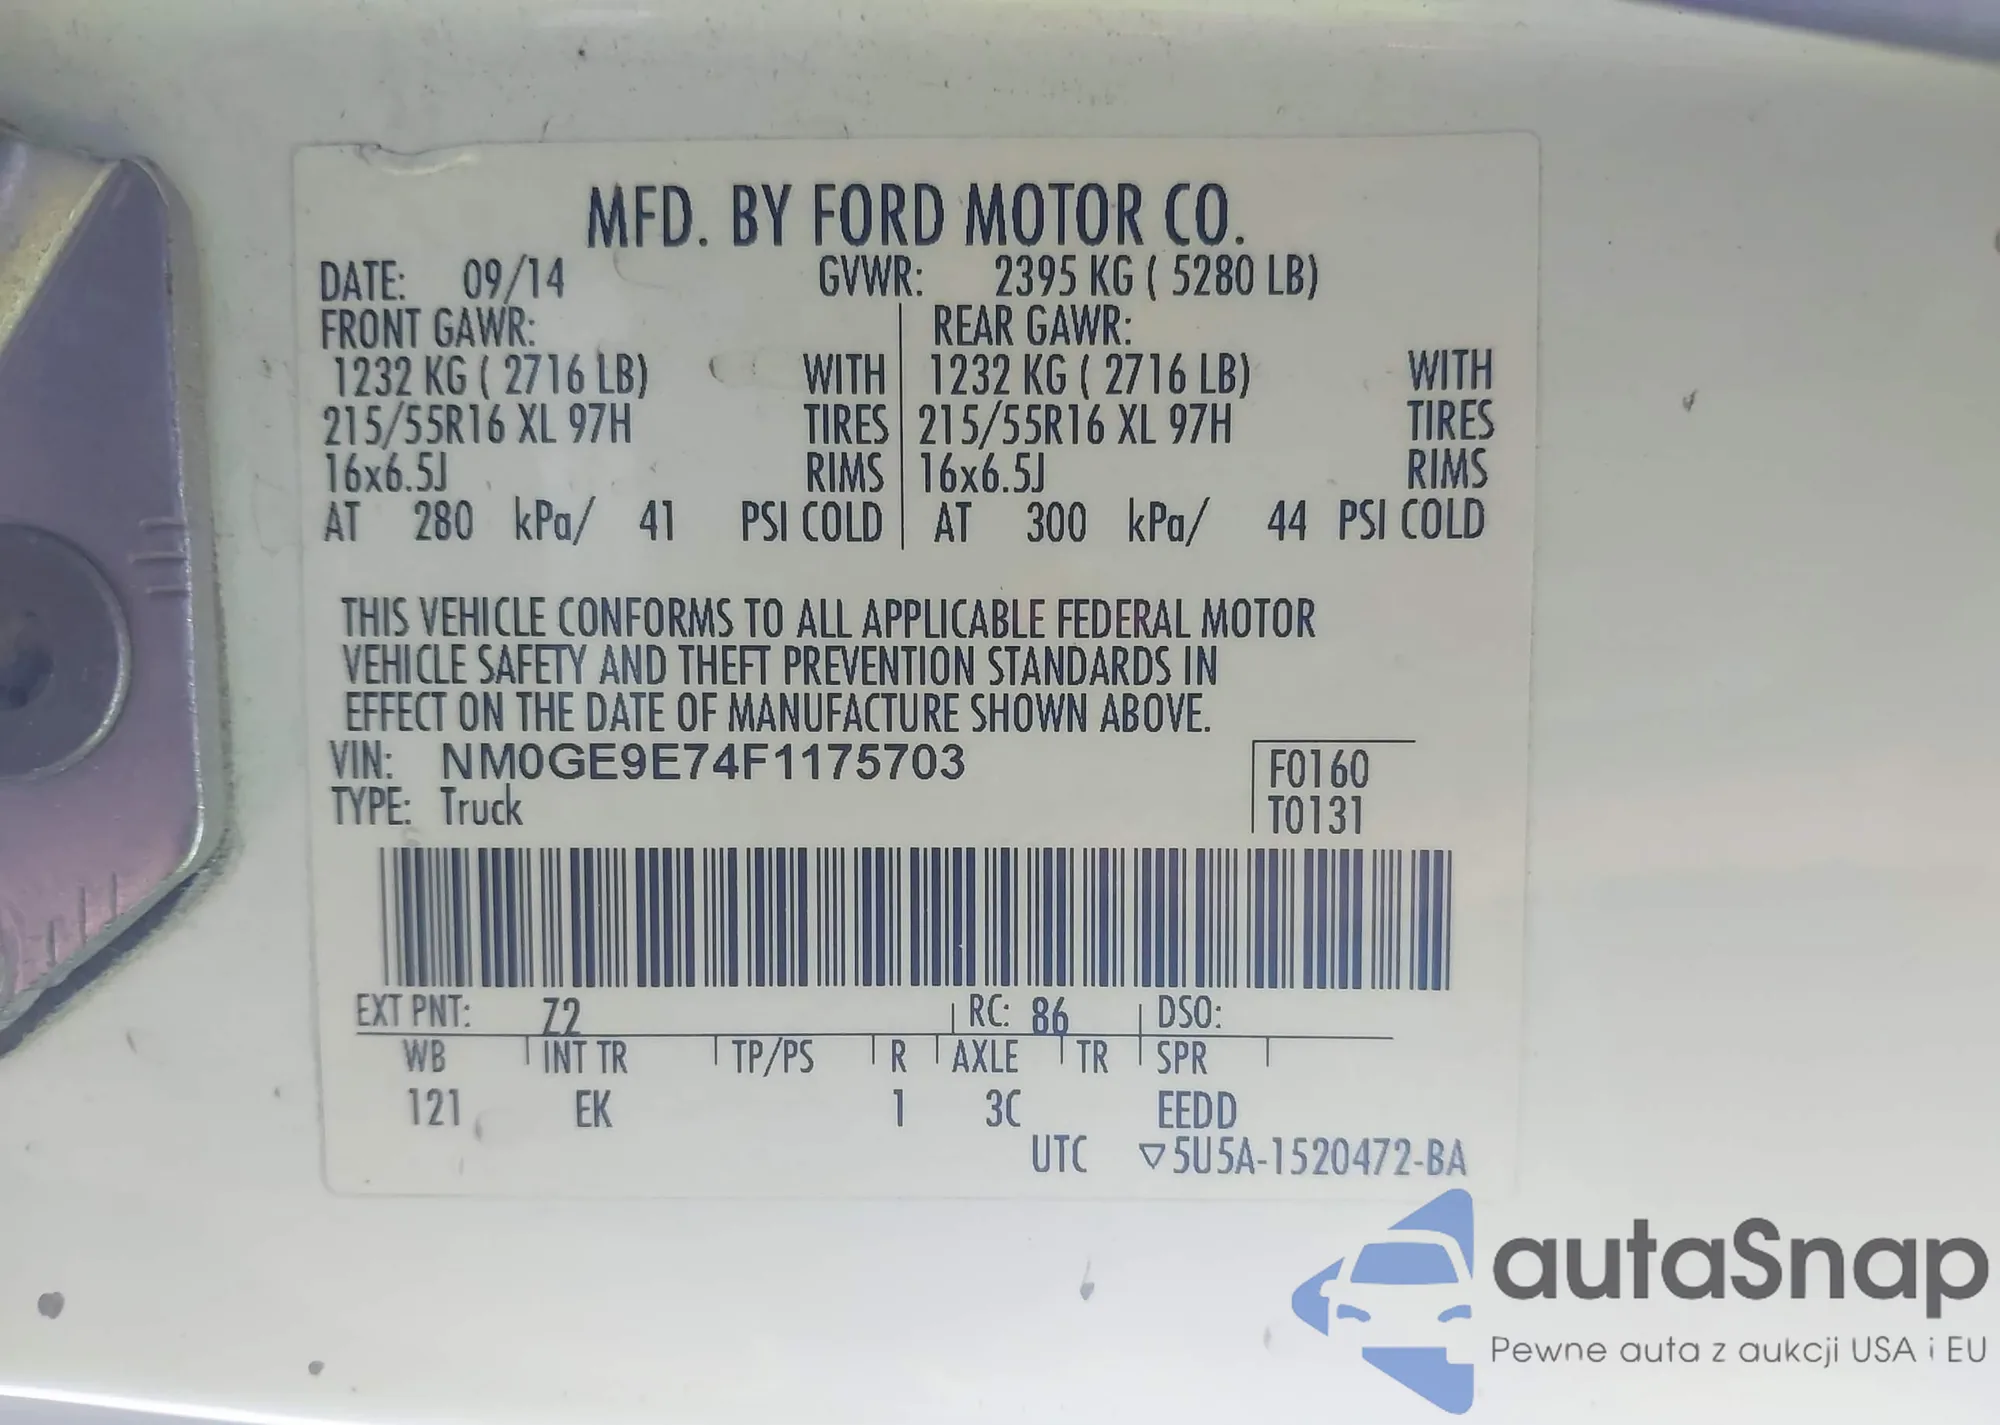 MFD. BY FORD MOTOR CO.
DATE: 09/14 GVWR: 2395 KG ( 5280 LB)
FRONT GAWR: REAR GAWR:
1232 KG ( 2716 LB) WITH 1232 KG ( 2716 LB) WITH
215/55R16 XL 97H TIRES 215/55R16 XL 97H TIRES
16x6.5J RIMS 16x6.5J RIMS
AT 280 kPa/ 41 PSI COLD AT 300 kPa/ 44 PSI COLD
THIS VEHICLE CONFORMS TO ALL APPLICABLE FEDERAL MOTOR
VEHICLE SAFETY AND THEFT PREVENTION STANDARDS IN
EFFECT ON THE DATE OF MANUFACTURE SHOWN ABOVE.
VIN: NM0GE9E74F1175703 F0160
TYPE: Truck T0131
EXT PNT: Z2 RC: 86 DSO:
WB INT TR TP/PS R AXLE TR SPR
121 EK 1 3C EEDD
UTC ▽5U5A-1520472-BA
autaSnap
Pewne auta z aukcji USA i EU